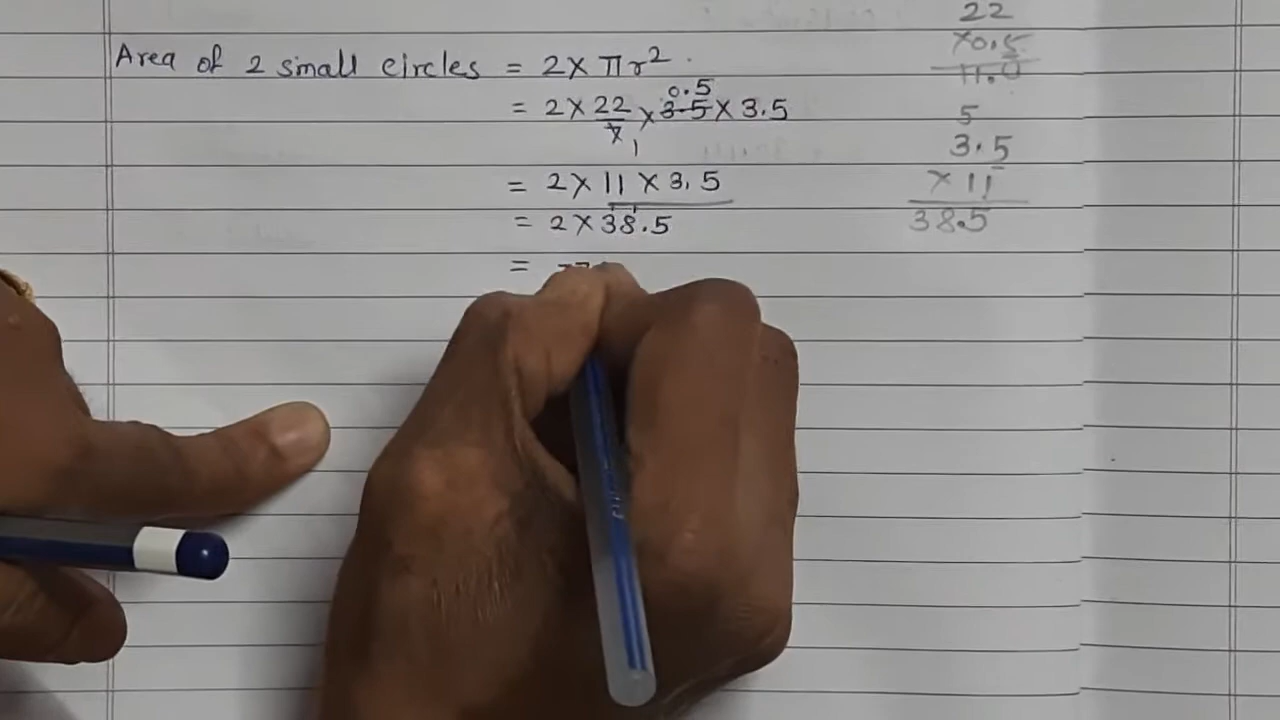 Area of 2 small circles = 2 × πr².
0.5
= 2 × 22/7 × 3.5 × 3.5
1
= 2 × 11 × 3.5
= 2 × 38.5
=
22
×0.5
11.0
5
3.5
× 11
38.5